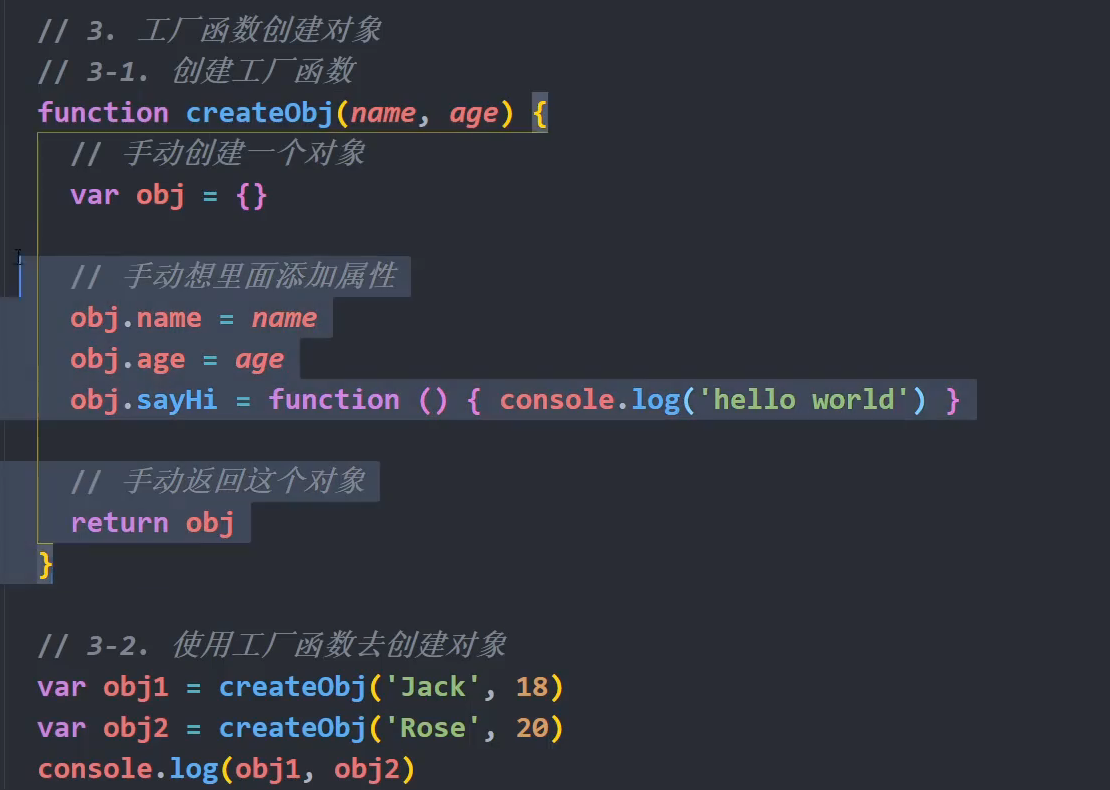 // 3. 工厂函数创建对象
// 3-1. 创建工厂函数
function createObj(name, age) {
// 手动创建一个对象
var obj = {}
// 手动想里面添加属性
obj.name = name
obj.age = age
obj.sayHi = function () { console.log('hello world') }
// 手动返回这个对象
return obj
}
// 3-2. 使用工厂函数去创建对象
var obj1 = createObj('Jack', 18)
var obj2 = createObj('Rose', 20)
console.log(obj1, obj2)